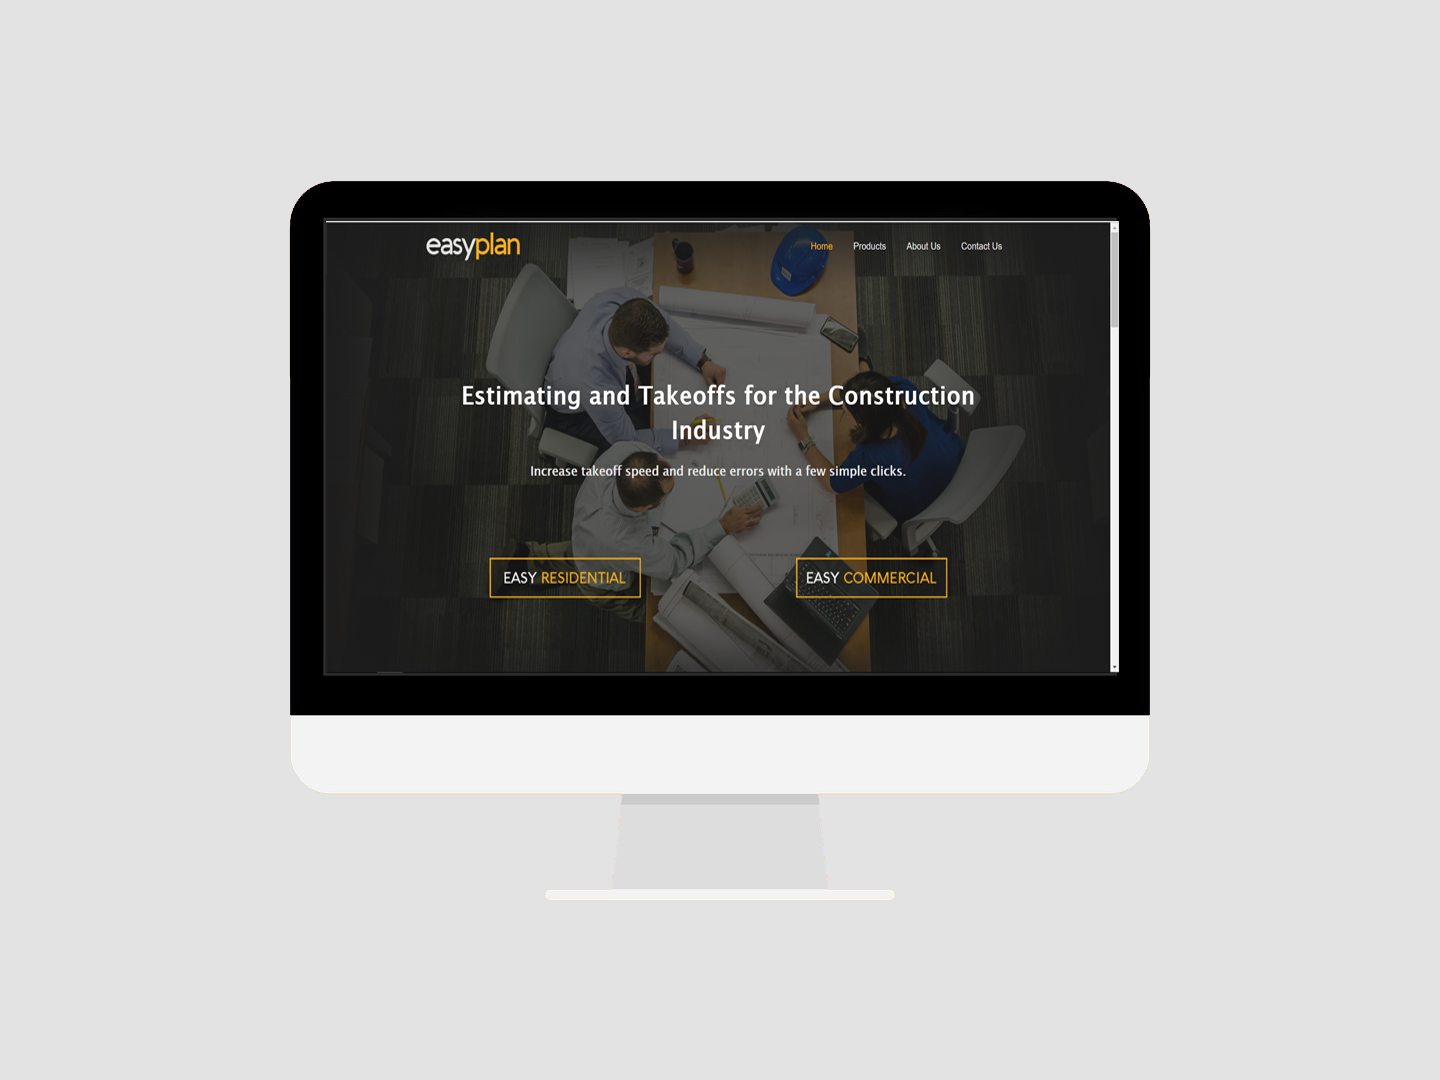 easyplan
Home Products About Us Contact Us
Estimating and Takeoffs for the Construction
Industry
Increase takeoff speed and reduce errors with a few simple clicks.
EASY RESIDENTIAL
EASY COMMERCIAL